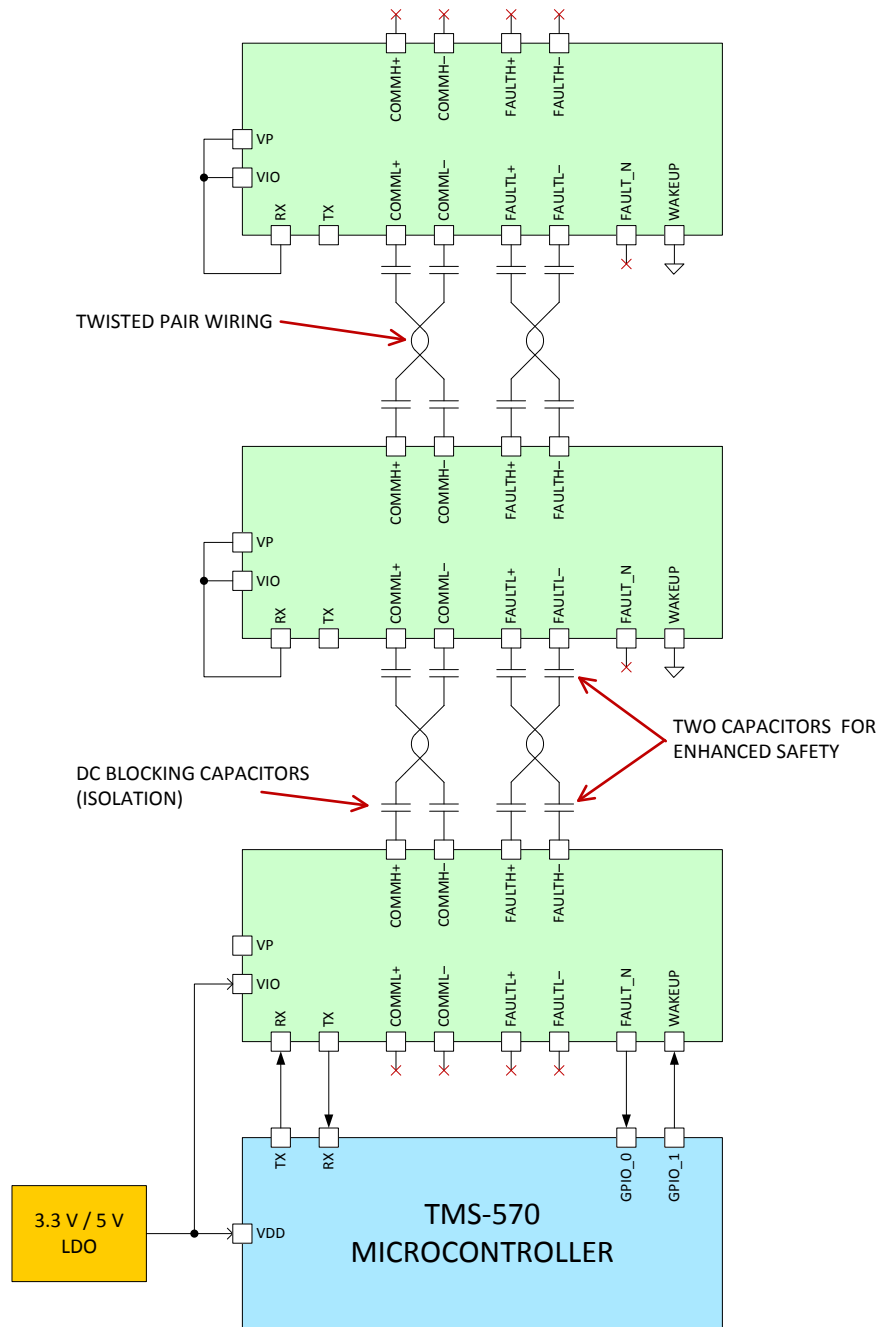 COMMH+
COMMH−
FAULTH+
FAULTH−
VP
VIO
RX
TX
COMML+
COMML−
FAULTL+
FAULTL−
FAULT_N
WAKEUP
TWISTED PAIR WIRING
COMMH+
COMMH−
FAULTH+
FAULTH−
VP
VIO
RX
TX
COMML+
COMML−
FAULTL+
FAULTL−
FAULT_N
WAKEUP
TWO CAPACITORS FOR
ENHANCED SAFETY
DC BLOCKING CAPACITORS
(ISOLATION)
COMMH+
COMMH−
FAULTH+
FAULTH−
VP
VIO
RX
TX
COMML+
COMML−
FAULTL+
FAULTL−
FAULT_N
WAKEUP
TX
RX
GPIO_0
GPIO_1
3.3 V / 5 V
LDO
VDD
TMS-570
MICROCONTROLLER